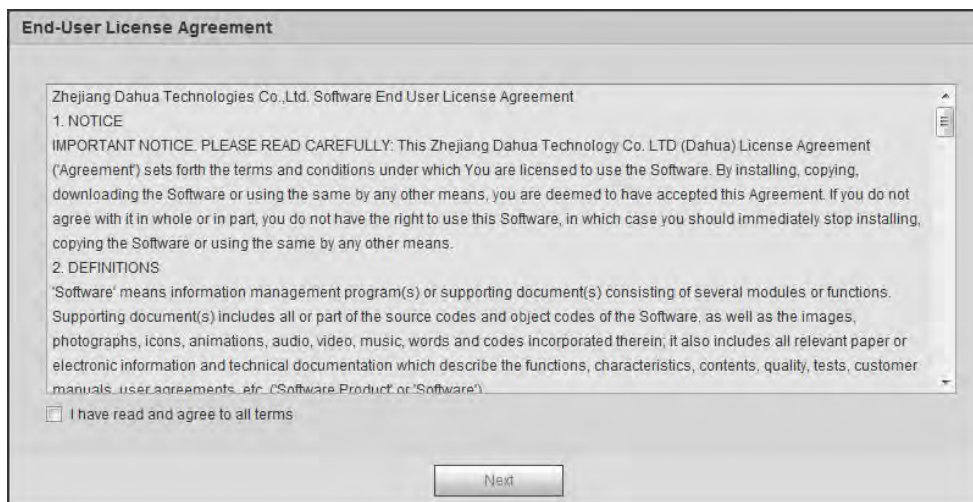 End-User License Agreement
Zhejiang Dahua Technologies Co.,Ltd. Software End User License Agreement
1. NOTICE
IMPORTANT NOTICE. PLEASE READ CAREFULLY: This Zhejiang Dahua Technology Co. LTD (Dahua) License Agreement
('Agreement') sets forth the terms and conditions under which You are licensed to use the Software. By installing, copying,
downloading the Software or using the same by any other means, you are deemed to have accepted this Agreement. If you do not
agree with it in whole or in part, you do not have the right to use this Software, in which case you should immediately stop installing,
copying the Software or using the same by any other means.
2. DEFINITIONS
'Software' means information management program(s) or supporting document(s) consisting of several modules or functions.
Supporting document(s) includes all or part of the source codes and object codes of the Software, as well as the images,
photographs, icons, animations, audio, video, music, words and codes incorporated therein; it also includes all relevant paper or
electronic information and technical documentation which describe the functions, characteristics, contents, quality, tests, customer
manuals, user agreements, etc. ('Software Product' or 'Software')
I have read and agree to all terms
Next